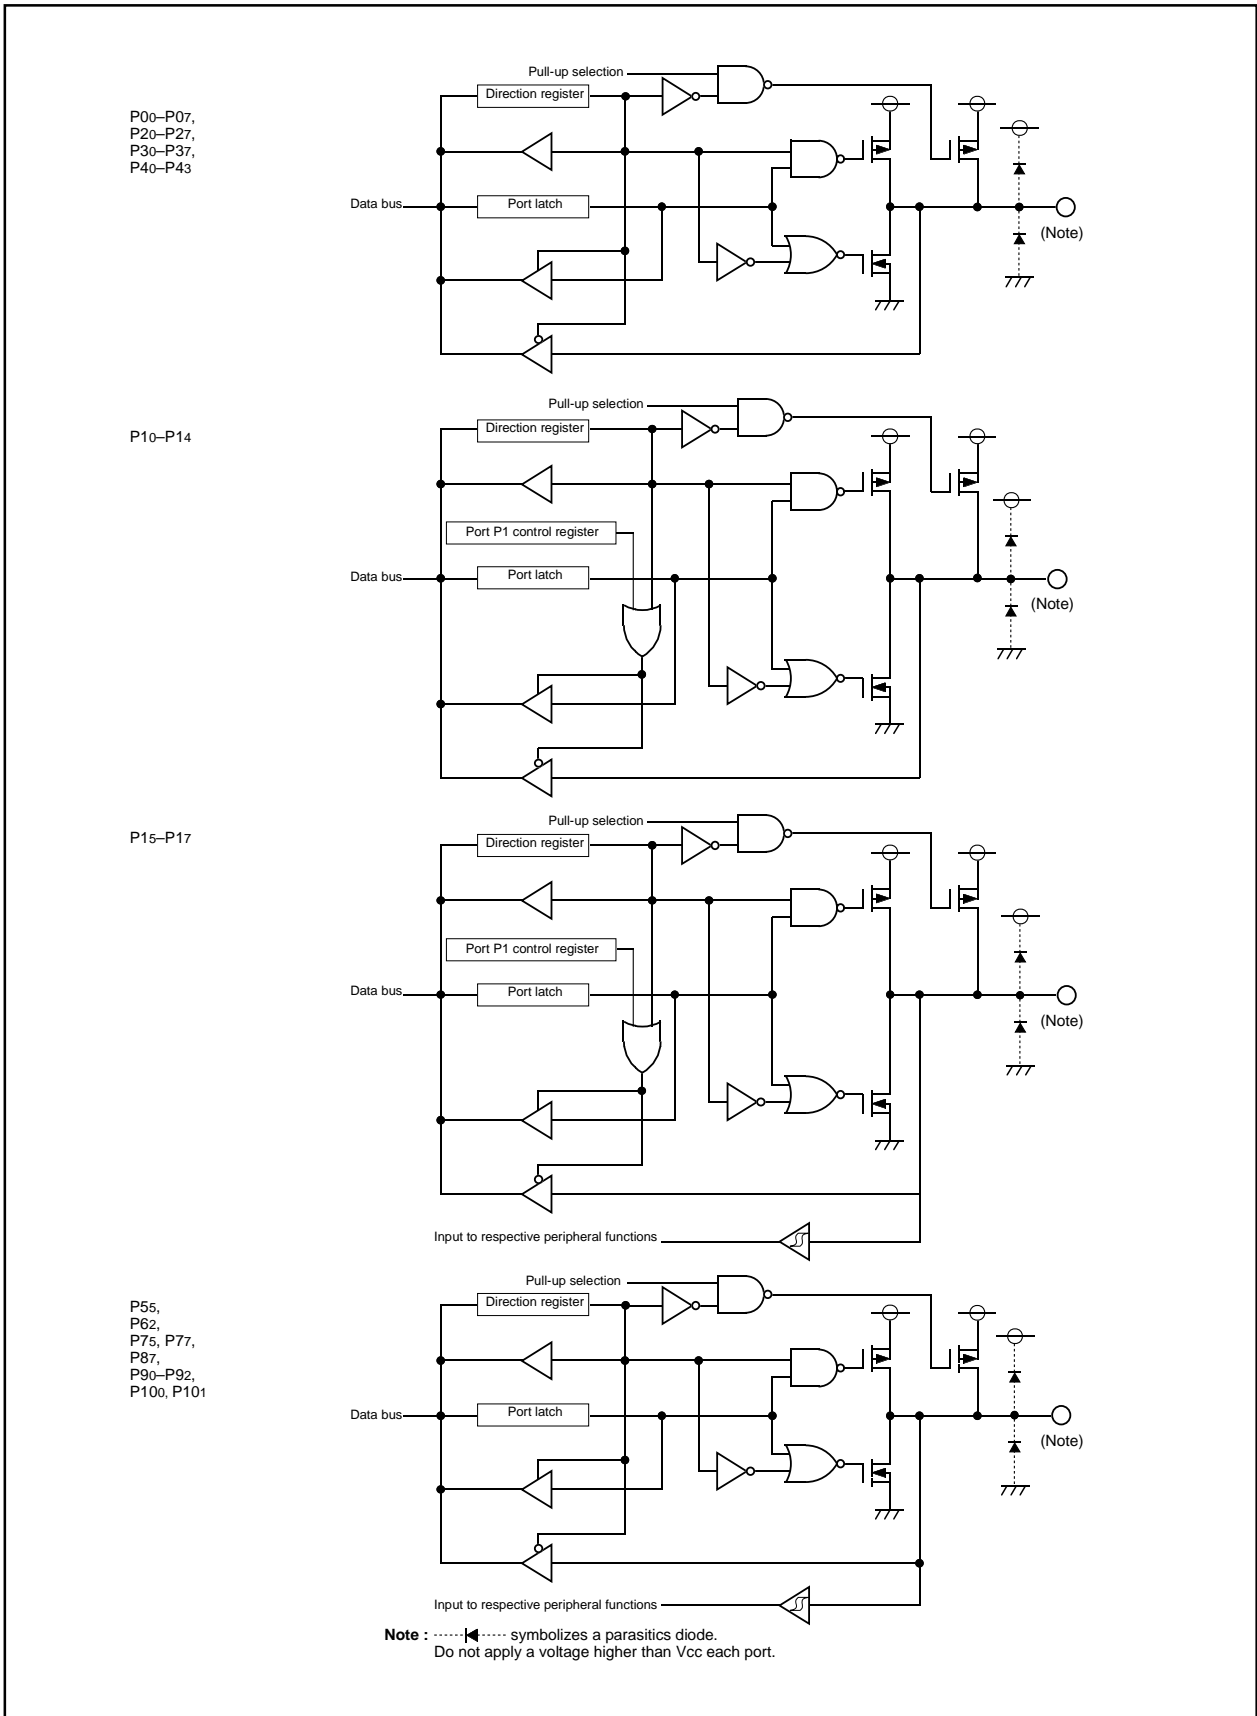 Pull-up selection
Direction register
P00–P07,
P20–P27,
P30–P37,
P40–P43
Data bus
Port latch
(Note)
Pull-up selection
Direction register
P10–P14
Port P1 control register
Data bus
Port latch
(Note)
Pull-up selection
P15–P17
Direction register
Port P1 control register
Data bus
Port latch
(Note)
Input to respective peripheral functions
Pull-up selection
Direction register
P55,
P62,
P75, P77,
P87,
P90–P92,
P100, P101
Data bus
Port latch
(Note)
Input to respective peripheral functions
Note : symbolizes a parasitics diode.
Do not apply a voltage higher than Vcc each port.